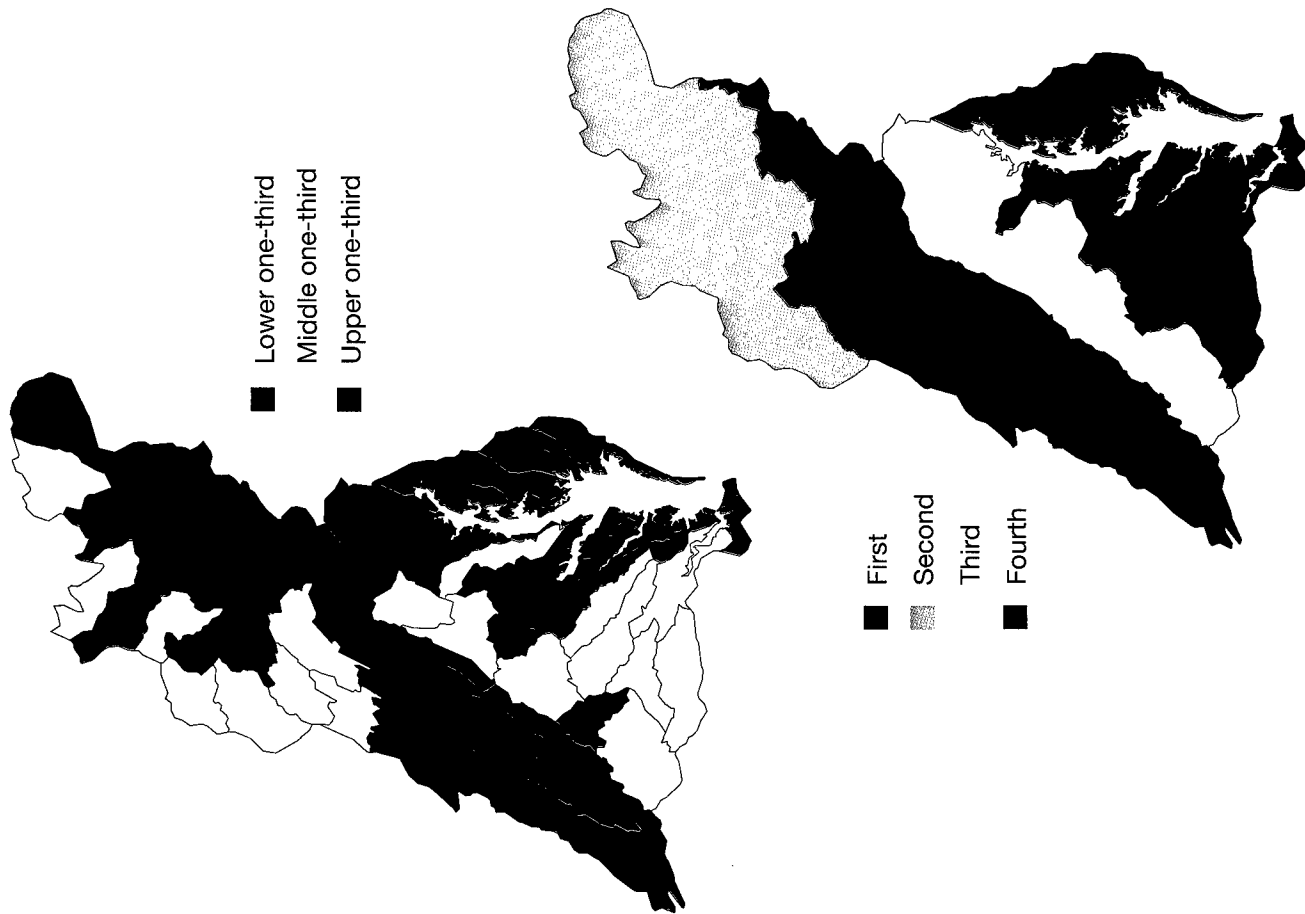 Lower one-third
Middle one-third
Upper one-third
First
Second
Third
Fourth